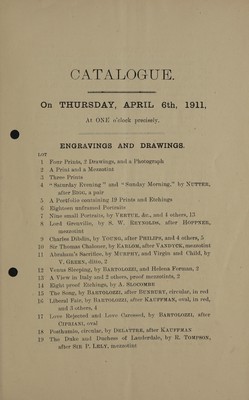 CATALOGUE.
On THURSDAY, APRIL 6th, 1911,
At ONE o'clock precisely.
ENGRAVINGS AND DRAWINGS.
LOT
1 Four Prints, 2 Drawings, and a Photograph
2 A Print and a Mezzotint
3 Three Prints
4 "Saturday Evening" and "Sunday Morning," by NUTTER,
after BIGG, a pair
5 A Portfolio containing 19 Prints and Etchings
6 Eighteen unframed Portraits
7 Nine small Portraits, by VERTUE, &c., and 4 others, 13
8 Lord Grenville, by S. W. REYNOLDS, after HOPPNER,
mezzotint
9 Charles Dibdin, by YOUNG, after PHILIPS, and 4 others, 5
10 Sir Thomas Chaloner, by EARLOM, after VANDYCK, mezzotint
11 Abraham's Sacrifice, by MURPHY, and Virgin and Child, by
V. GREEN, ditto, 2
12 Venus Sleeping, by BARTOLOZZI, and Helena Forman, 2
13 A View in Italy and 2 others, proof mezzotints, 3
14 Eight proof Etchings, by A. SLOCOMBE
15 The Song, by BARTOLOZZI, after BUNBURY, circular, in red
16 Liberal Fair, by BARTOLOZZI, after KAUFFMAN, oval, in red,
and 3 others, 4
17 Love Rejected and Love Caressed, by BARTOLOZZI, after
CIPRIANI, oval
18 Posthumia, circular, by DELATTRE, after KAUFFMAN
19 The Duke and Duchess of Lauderdale, by R. TOMPSON,
after SIR P. LELY, mezzotint